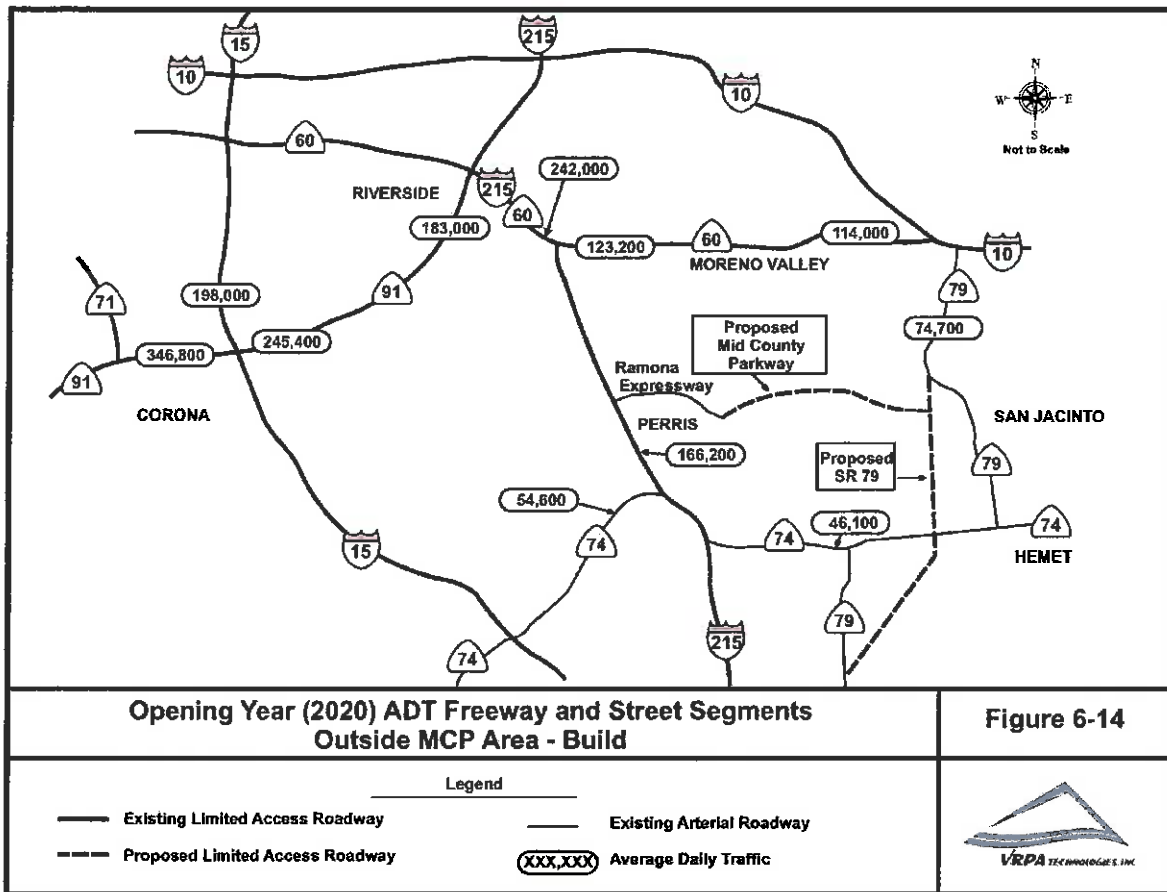 15
215
10
10
N
W E
S
Not to Scale
60
RIVERSIDE
215
242,000
60
183,000
123,200
60
114,000
MORENO VALLEY
10
79
71
198,000
91
74,700
245,400
346,800
91
CORONA
Proposed
Mid County
Parkway
Ramona
Expressway
PERRIS
SAN JACINTO
166,200
Proposed
SR 79
79
54,600
74
74
46,100
74
HEMET
15
79
74
215
Opening Year (2020) ADT Freeway and Street Segments
Outside MCP Area - Build
Figure 6-14
Legend
Existing Limited Access Roadway
Existing Arterial Roadway
Proposed Limited Access Roadway
XXX,XXX Average Daily Traffic
VRPA TECHNOLOGIES, INC.